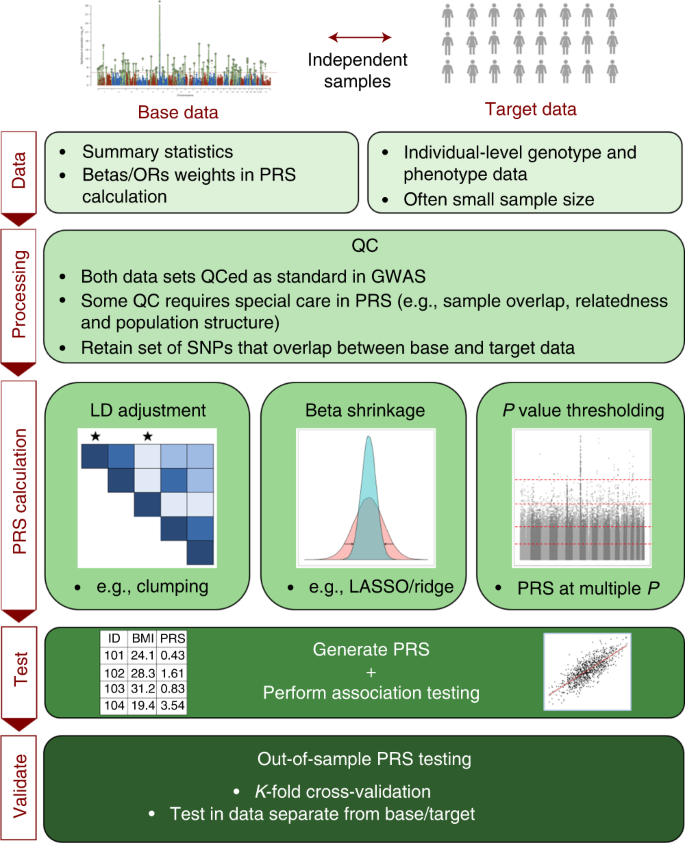 Independent
samples
Base data
Target data
Data
• Summary statistics
• Betas/ORs weights in PRS
calculation
• Individual-level genotype and
phenotype data
• Often small sample size
Processing
QC
• Both data sets QCed as standard in GWAS
• Some QC requires special care in PRS (e.g., sample overlap, relatedness
and population structure)
• Retain set of SNPs that overlap between base and target data
PRS calculation
LD adjustment
• e.g., clumping
Beta shrinkage
• e.g., LASSO/ridge
P value thresholding
• PRS at multiple P
Test
ID BMI PRS
101 24.1 0.43
102 28.3 1.61
103 31.2 0.83
104 19.4 3.54
Generate PRS
+
Perform association testing
Validate
Out-of-sample PRS testing
• K-fold cross-validation
• Test in data separate from base/target